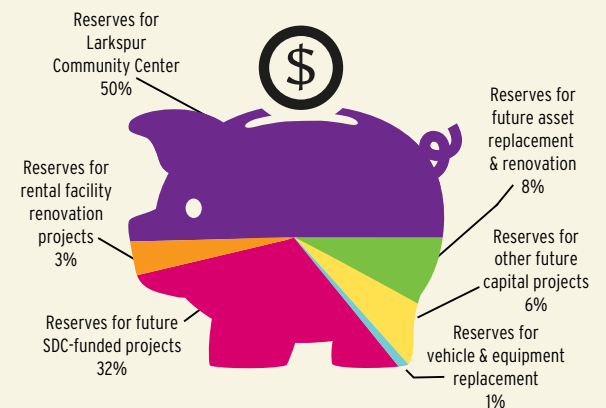 Reserves for
Larkspur
Community Center
50%
$
Reserves for
future asset
replacement
& renovation
8%
Reserves for
rental facility
renovation
projects
3%
Reserves for
other future
capital projects
6%
Reserves for future
SDC-funded projects
32%
Reserves for
vehicle & equipment
replacement
1%